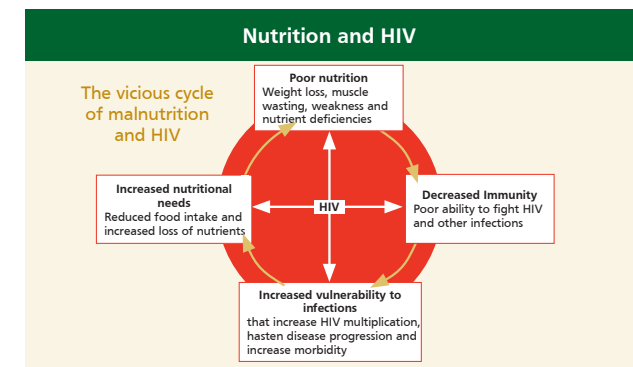 Nutrition and HIV
The vicious cycle
of malnutrition
and HIV
Poor nutrition
Weight loss, muscle
wasting, weakness and
nutrient deficiencies
Increased nutritional
needs
Reduced food intake and
increased loss of nutrients
HIV
Decreased Immunity
Poor ability to fight HIV
and other infections
Increased vulnerability to
infections
that increase HIV multiplication,
hasten disease progression and
increase morbidity